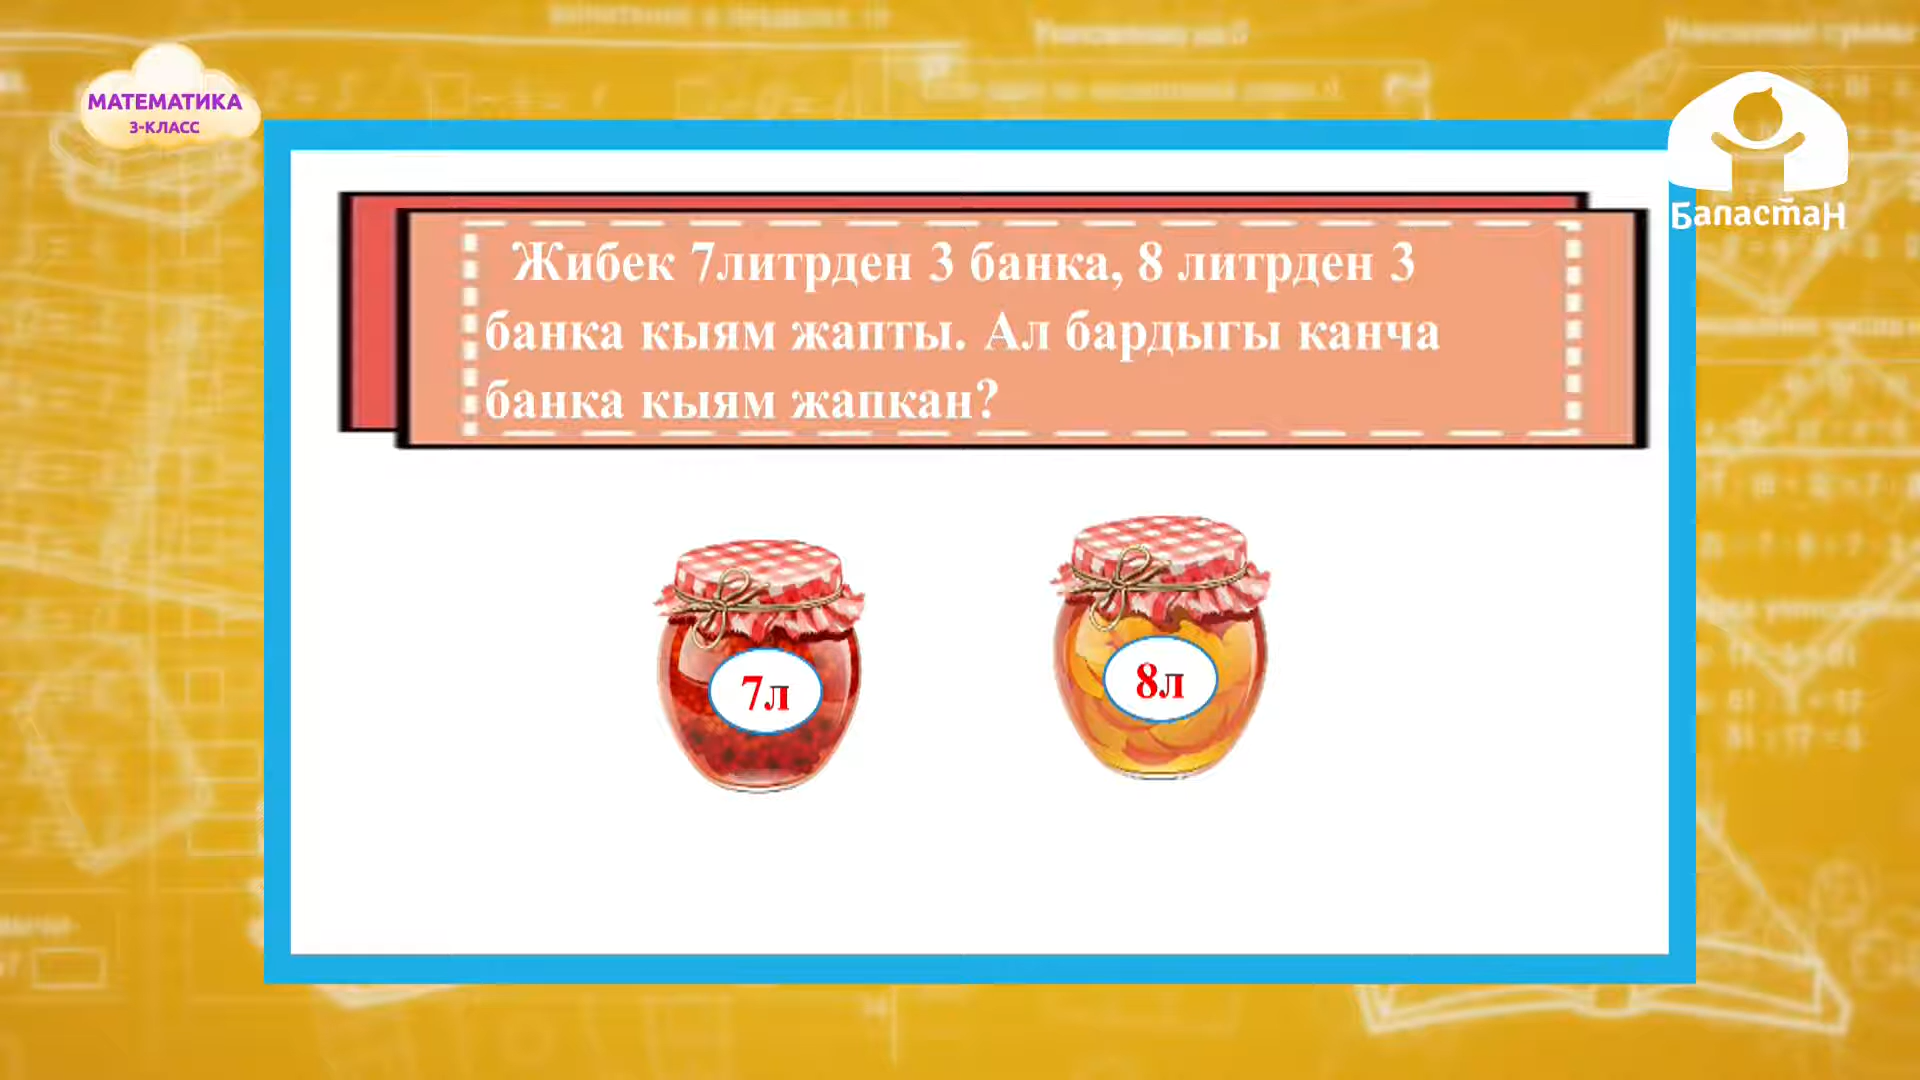 МАТЕМАТИКА
3-КЛАСС
Баластан
Жибек 7литрден 3 банка, 8 литрден 3
банка кыям жапты. Ал бардыгы канча
банка кыям жапкан?
7л
8л